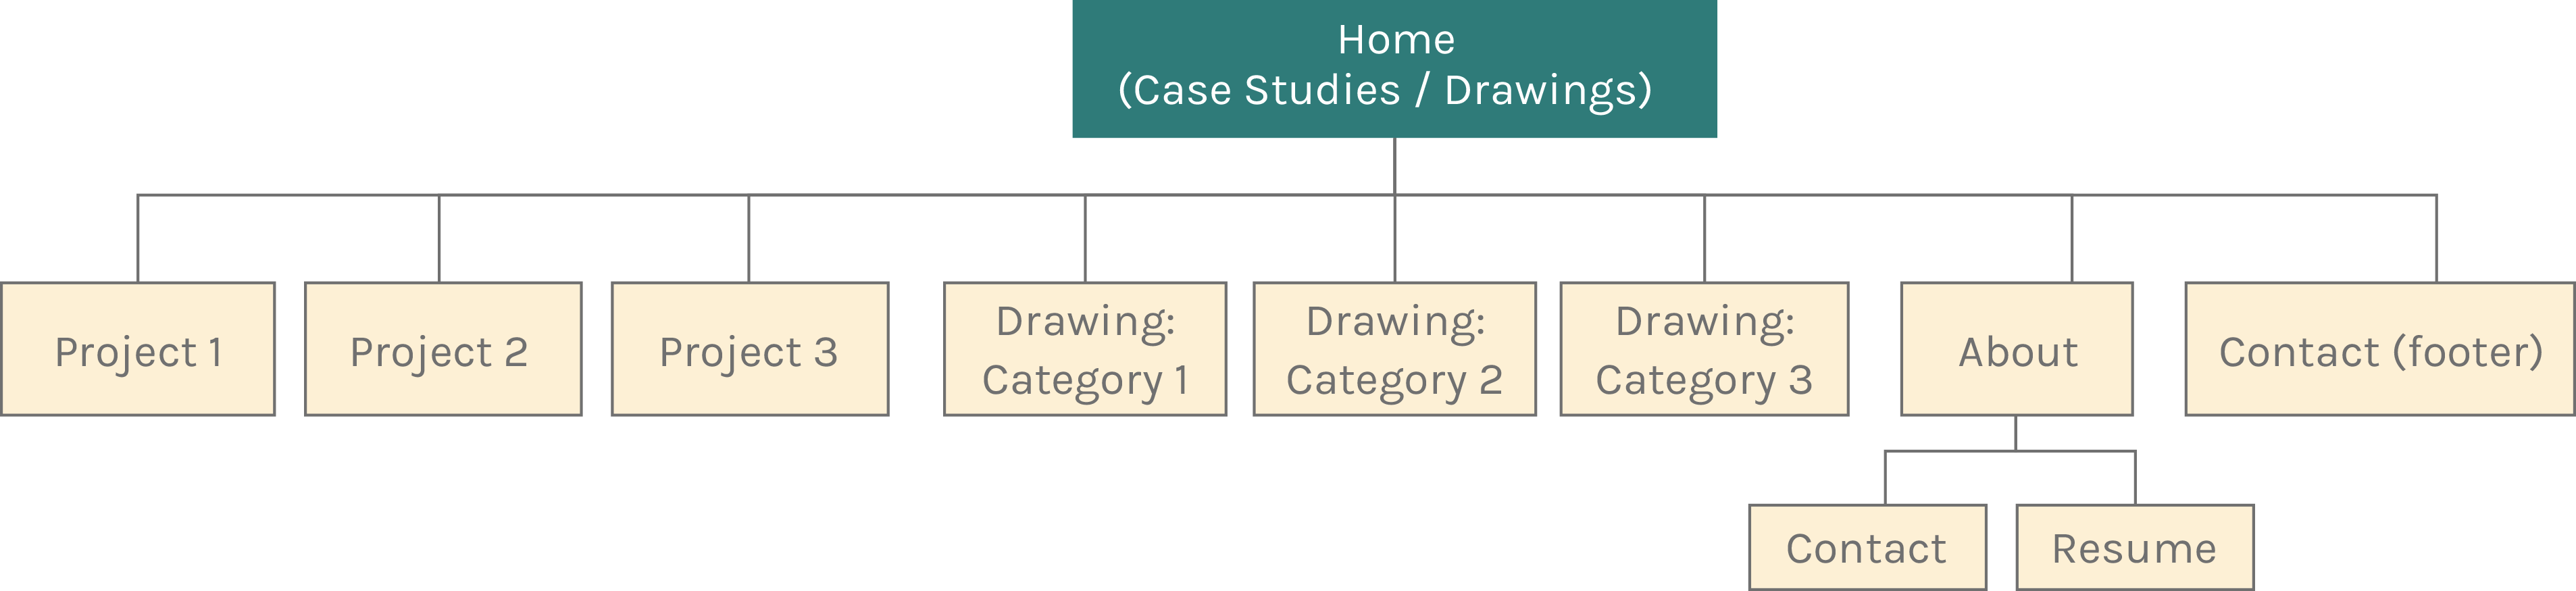 Home
(Case Studies / Drawings)
Project 1
Project 2
Project 3
Drawing:
Category 1
Drawing:
Category 2
Drawing:
Category 3
About
Contact (footer)
Contact
Resume